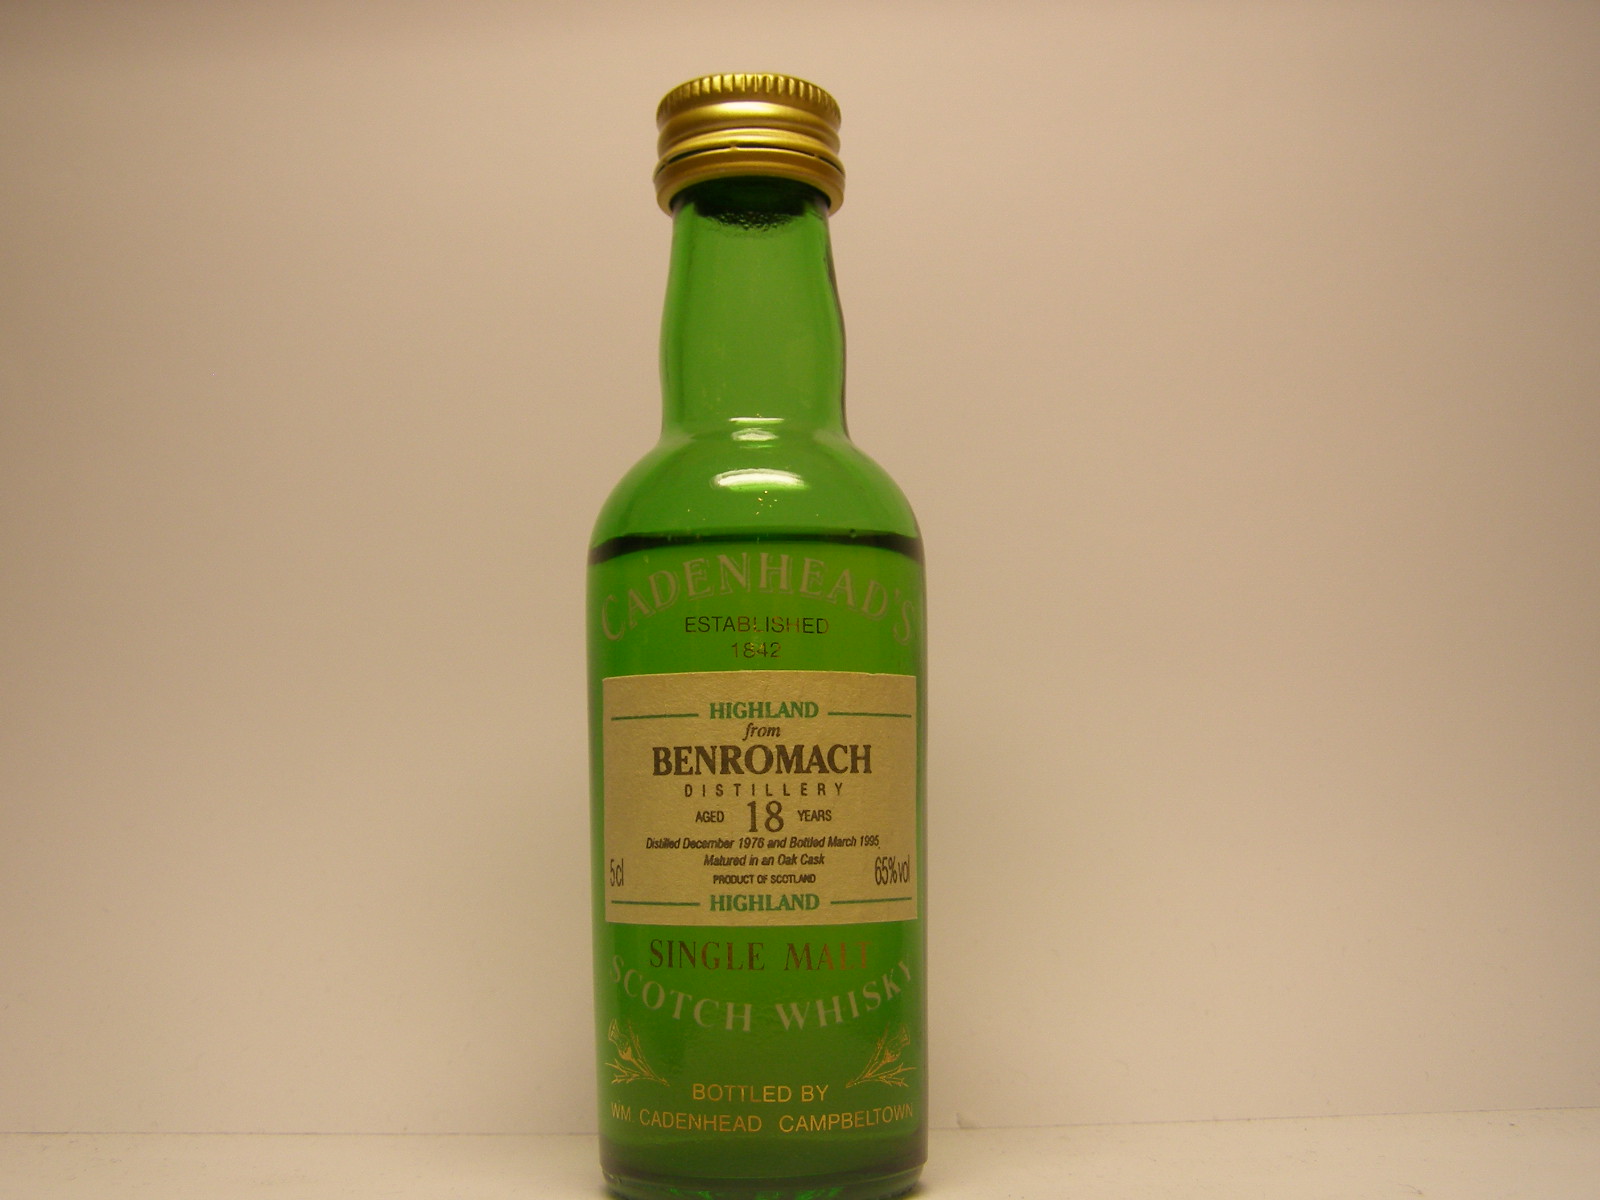 CADENHEAD'S
ESTABLISHED
1842
HIGHLAND
from
BENROMACH
DISTILLERY
AGED 18 YEARS
Distilled December 1976 and Bottled March 1995
Matured in an Oak Cask
5cl 65%vol
PRODUCT OF SCOTLAND
HIGHLAND
SINGLE MALT
SCOTCH WHISKY
BOTTLED BY
WM CADENHEAD CAMPBELTOWN